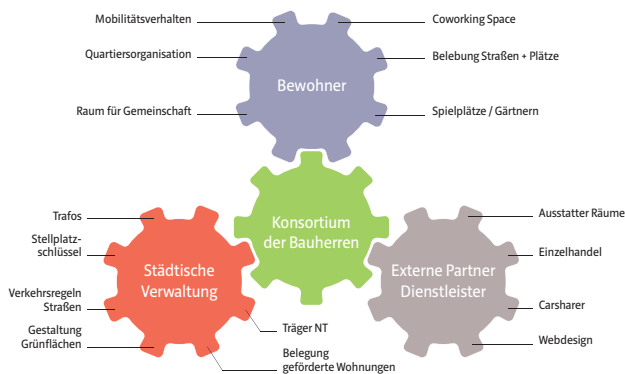 Mobilitätsverhalten
Quartiersorganisation
Raum für Gemeinschaft
Bewohner
Coworking Space
Belebung Straßen + Plätze
Spielplätze / Gärtnern
Konsortium
der Bauherren
Trafos
Stellplatz-
schlüssel
Verkehrsregeln
Straßen
Gestaltung
Grünflächen
Städtische
Verwaltung
Träger NT
Belegung
geförderte Wohnungen
Externe Partner
Dienstleister
Ausstatter Räume
Einzelhandel
Carsharer
Webdesign